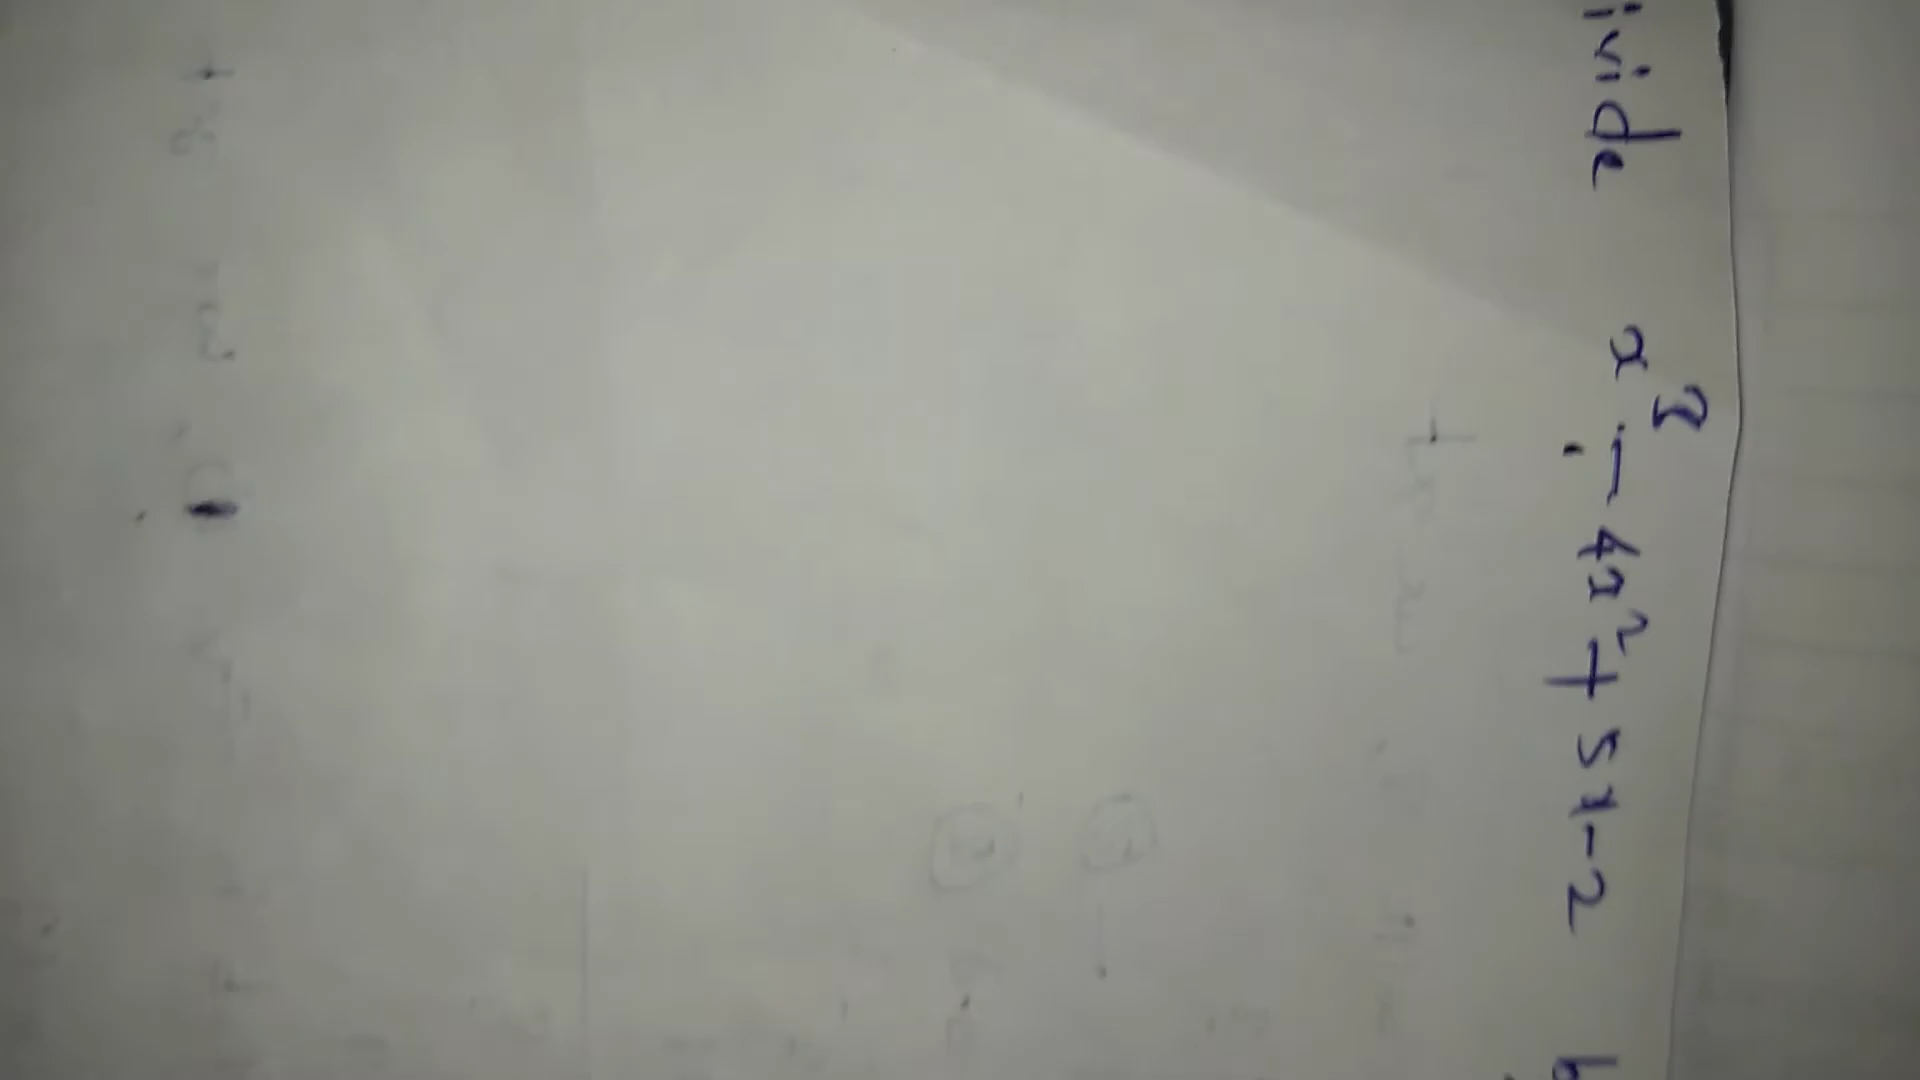 ivide x³ - 4x² + 5x - 2 b